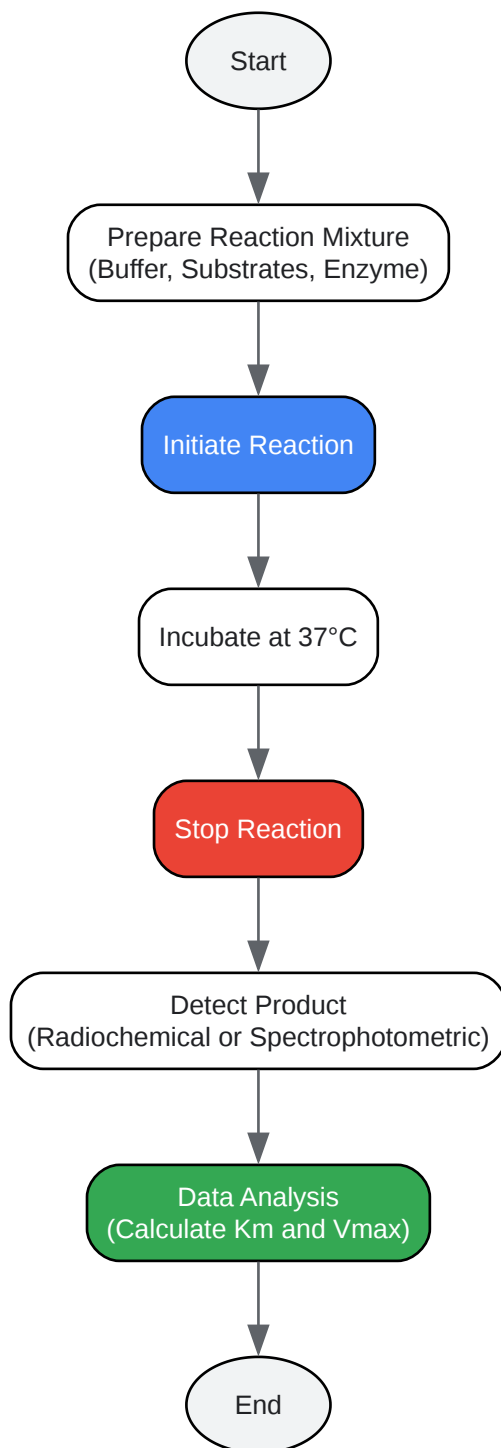 Start
Prepare Reaction Mixture
(Buffer, Substrates, Enzyme)
Initiate Reaction
Incubate at 37°C
Stop Reaction
Detect Product
(Radiochemical or Spectrophotometric)
Data Analysis
(Calculate Km and Vmax)
End